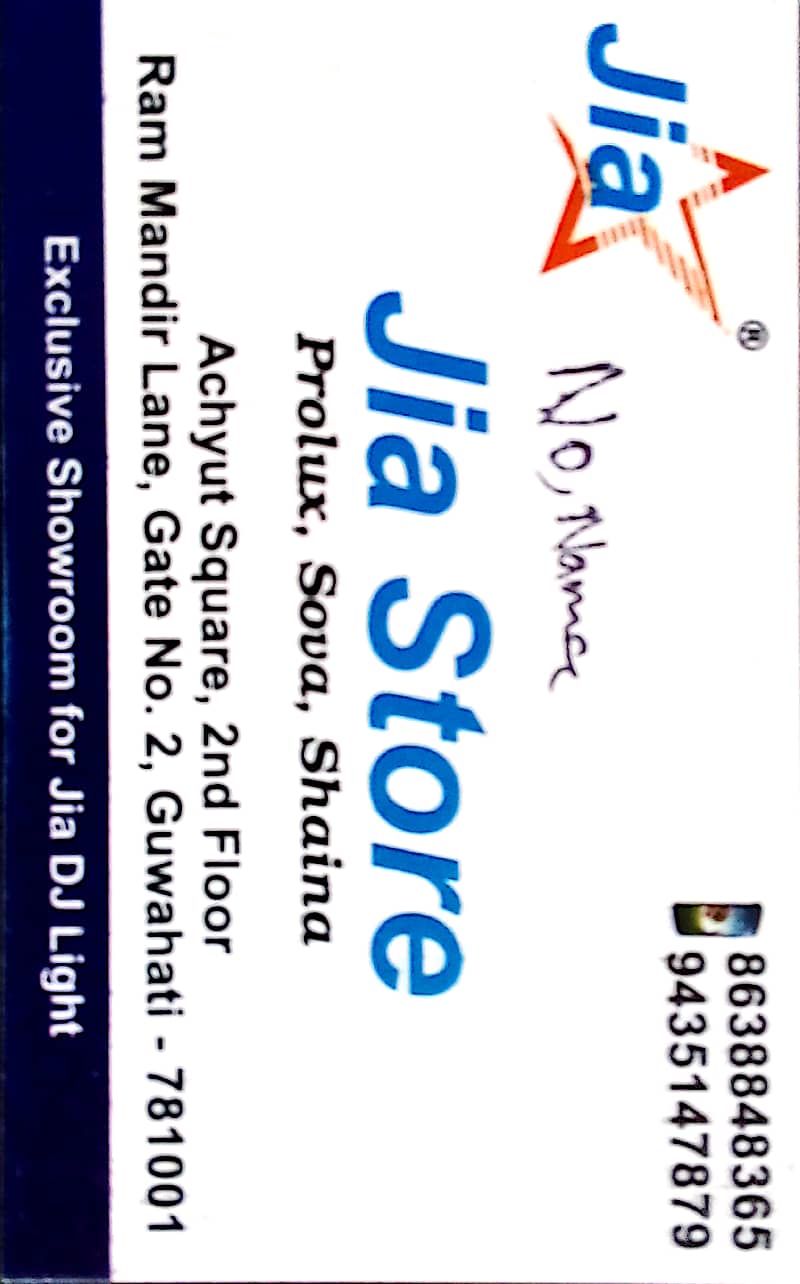 Jia ®
8638848365
9435147879
No, Name
Jia Store
Prolux, Sova, Shaina
Achyut Square, 2nd Floor
Ram Mandir Lane, Gate No. 2, Guwahati - 781001
Exclusive Showroom for Jia DJ Light